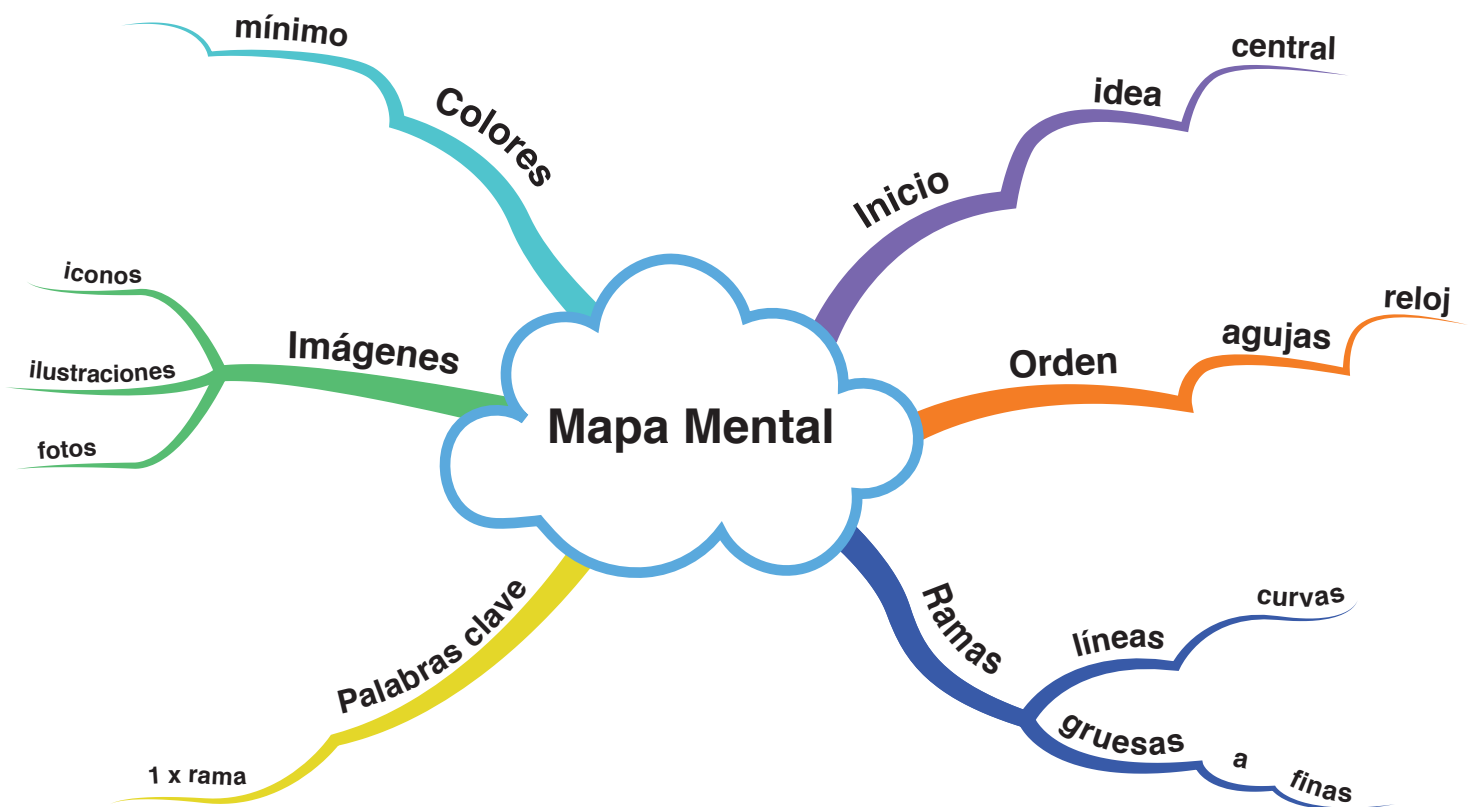 Mapa Mental
Inicio
idea
central
Orden
agujas
reloj
Ramas
líneas
curvas
gruesas
a
finas
Palabras clave
1 x rama
Imágenes
iconos
ilustraciones
fotos
Colores
mínimo